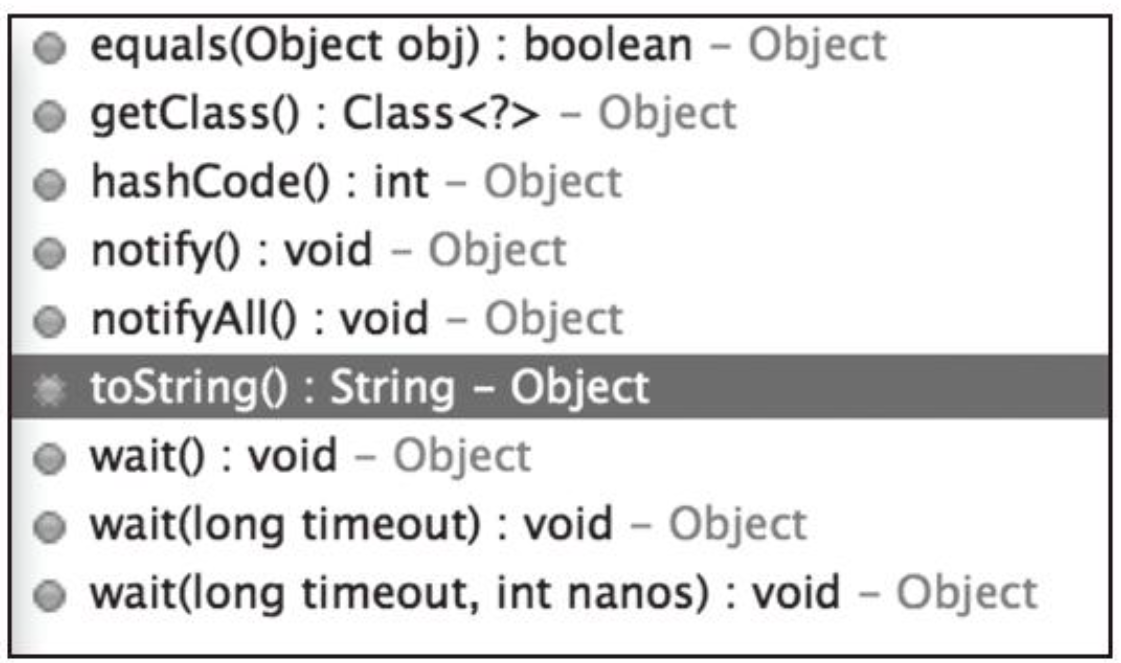 equals(Object obj) : boolean – Object
getClass() : Class<?> – Object
hashCode() : int – Object
notify() : void – Object
notifyAll() : void – Object
toString() : String – Object
wait() : void – Object
wait(long timeout) : void – Object
wait(long timeout, int nanos) : void – Object